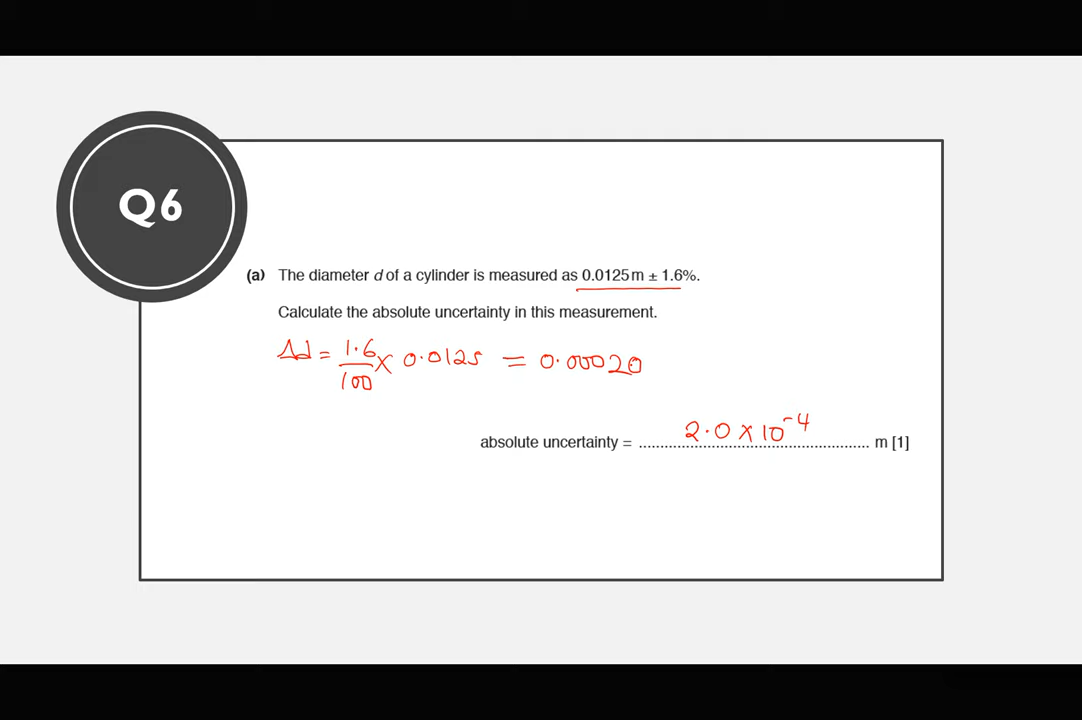 Q6
(a) The diameter d of a cylinder is measured as 0.0125 m ± 1.6%.
Calculate the absolute uncertainty in this measurement.
Δd = 1.6/100 × 0.0125 = 0.00020
absolute uncertainty = 2.0 × 10⁻⁴ m [1]